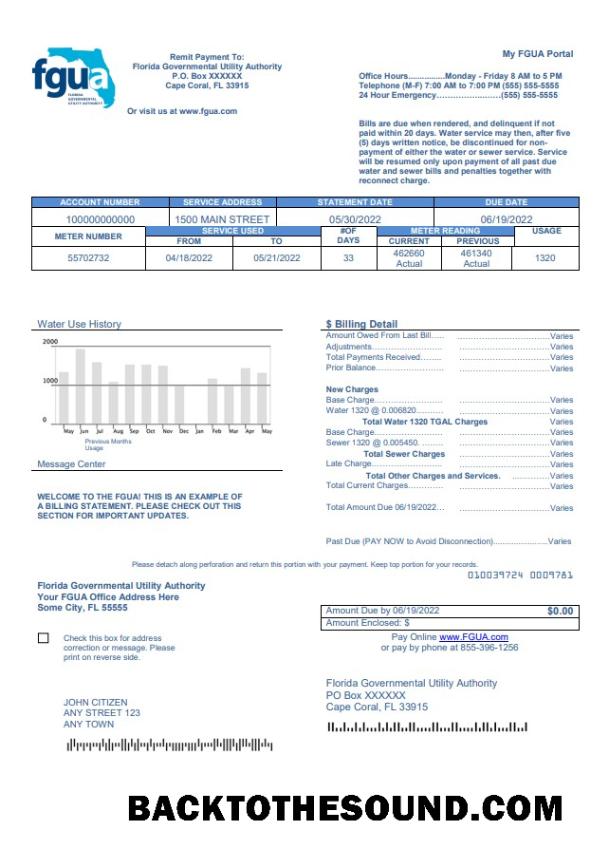 fgua
FLORIDA
GOVERNMENTAL
UTILITY AUTHORITY
Remit Payment To:
Florida Governmental Utility Authority
P.O. Box XXXXXX
Cape Coral, FL 33915
Or visit us at www.fgua.com
My FGUA Portal
Office Hours................Monday - Friday 8 AM to 5 PM
Telephone (M-F) 7:00 AM to 7:00 PM (555) 555-5555
24 Hour Emergency........................(555) 555-5555
Bills are due when rendered, and delinquent if not
paid within 20 days. Water service may then, after five
(5) days written notice, be discontinued for non-
payment of either the water or sewer service. Service
will be resumed only upon payment of all past due
water and sewer bills and penalties together with
reconnect charge.
ACCOUNT NUMBER SERVICE ADDRESS STATEMENT DATE DUE DATE
100000000000 1500 MAIN STREET 05/30/2022 06/19/2022
METER NUMBER SERVICE USED #OF DAYS METER READING USAGE
FROM TO CURRENT PREVIOUS
55702732 04/18/2022 05/21/2022 33 462660 Actual 461340 Actual 1320
Water Use History
2000
1000
0
May Jun Jul Aug Sep Oct Nov Dec Jan Feb Mar Apr May
Previous Months
Usage
Message Center
WELCOME TO THE FGUA! THIS IS AN EXAMPLE OF
A BILLING STATEMENT. PLEASE CHECK OUT THIS
SECTION FOR IMPORTANT UPDATES.
$ Billing Detail
Amount Owed From Last Bill..... ................................Varies
Adjustments........................ ................................Varies
Total Payments Received....... ................................Varies
Prior Balance........................ ................................Varies
New Charges
Base Charge........................ ................................Varies
Water 1320 @ 0.006820......... ................................Varies
Total Water 1320 TGAL Charges Varies
Base Charge........................ ................................Varies
Sewer 1320 @ 0.005450. ....... ................................Varies
Total Sewer Charges ................................Varies
Late Charge........................ ................................Varies
Total Other Charges and Services. .............Varies
Total Current Charges............ ................................Varies
Total Amount Due 06/19/2022... ................................Varies
Past Due (PAY NOW to Avoid Disconnection)......................Varies
Please detach along perforation and return this portion with your payment. Keep top portion for your records.
010039724 0009781
Florida Governmental Utility Authority
Your FGUA Office Address Here
Some City, FL 55555
Check this box for address
correction or message. Please
print on reverse side.
Amount Due by 06/19/2022 $0.00
Amount Enclosed: $
Pay Online www.FGUA.com
or pay by phone at 855-396-1256
JOHN CITIZEN
ANY STREET 123
ANY TOWN
Florida Governmental Utility Authority
PO Box XXXXXX
Cape Coral, FL 33915
BACKTOTHESOUND.COM